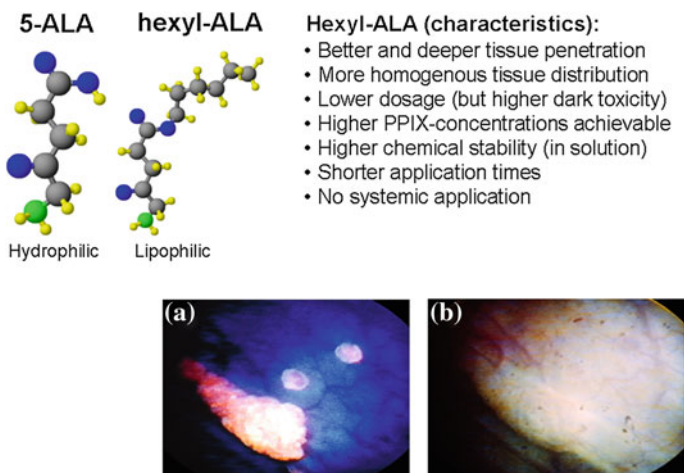 5-ALA
hexyl-ALA
Hydrophilic
Lipophilic
Hexyl-ALA (characteristics):
• Better and deeper tissue penetration
• More homogenous tissue distribution
• Lower dosage (but higher dark toxicity)
• Higher PPIX-concentrations achievable
• Higher chemical stability (in solution)
• Shorter application times
• No systemic application
(a)
(b)